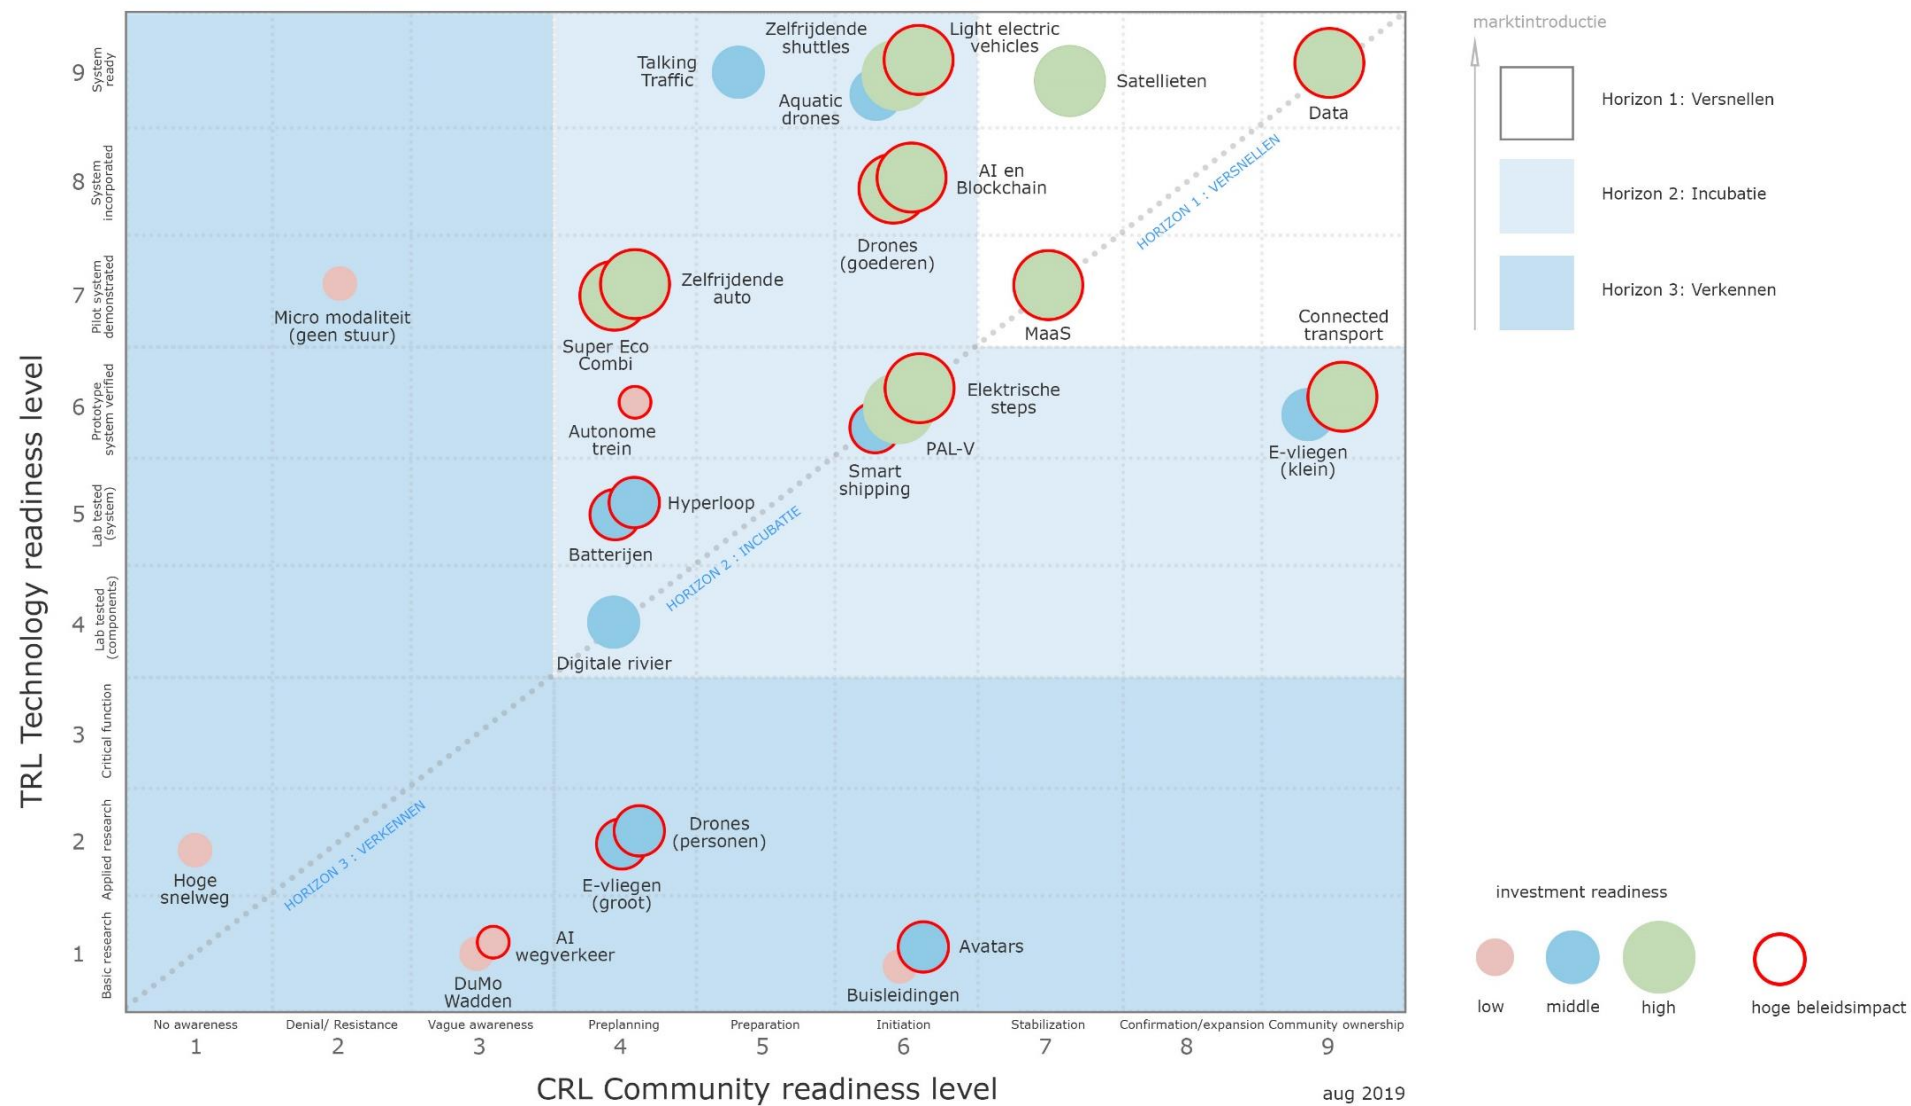 marktintroductie
Horizon 1: Versnellen
Horizon 2: Incubatie
Horizon 3: Verkennen
TRL Technology readiness level
9
System
ready
8
System
incorporated
7
Pilot system
demonstrated
6
Prototype
system verified
5
Lab tested
(system)
4
Lab tested
(components)
3
Critical function
2
Applied research
1
Basic research
Talking
Traffic
Zelfrijdende
shuttles
Light electric
vehicles
Aquatic
drones
Satellieten
Data
AI en
Blockchain
Drones
(goederen)
HORIZON 1 : VERSNELLEN
Micro modaliteit
(geen stuur)
Zelfrijdende
auto
Super Eco
Combi
MaaS
Connected
transport
Autonome
trein
Elektrische
steps
PAL-V
Smart
shipping
E-vliegen
(klein)
Hyperloop
Batterijen
HORIZON 2 : INCUBATIE
Digitale rivier
HORIZON 3 : VERKENNEN
Hoge
snelweg
Drones
(personen)
E-vliegen
(groot)
AI
wegverkeer
DuMo
Wadden
Avatars
Buisleidingen
No awareness
1
Denial/ Resistance
2
Vague awareness
3
Preplanning
4
Preparation
5
Initiation
6
Stabilization
7
Confirmation/expansion
8
Community ownership
9
CRL Community readiness level
aug 2019
investment readiness
low
middle
high
hoge beleidsimpact